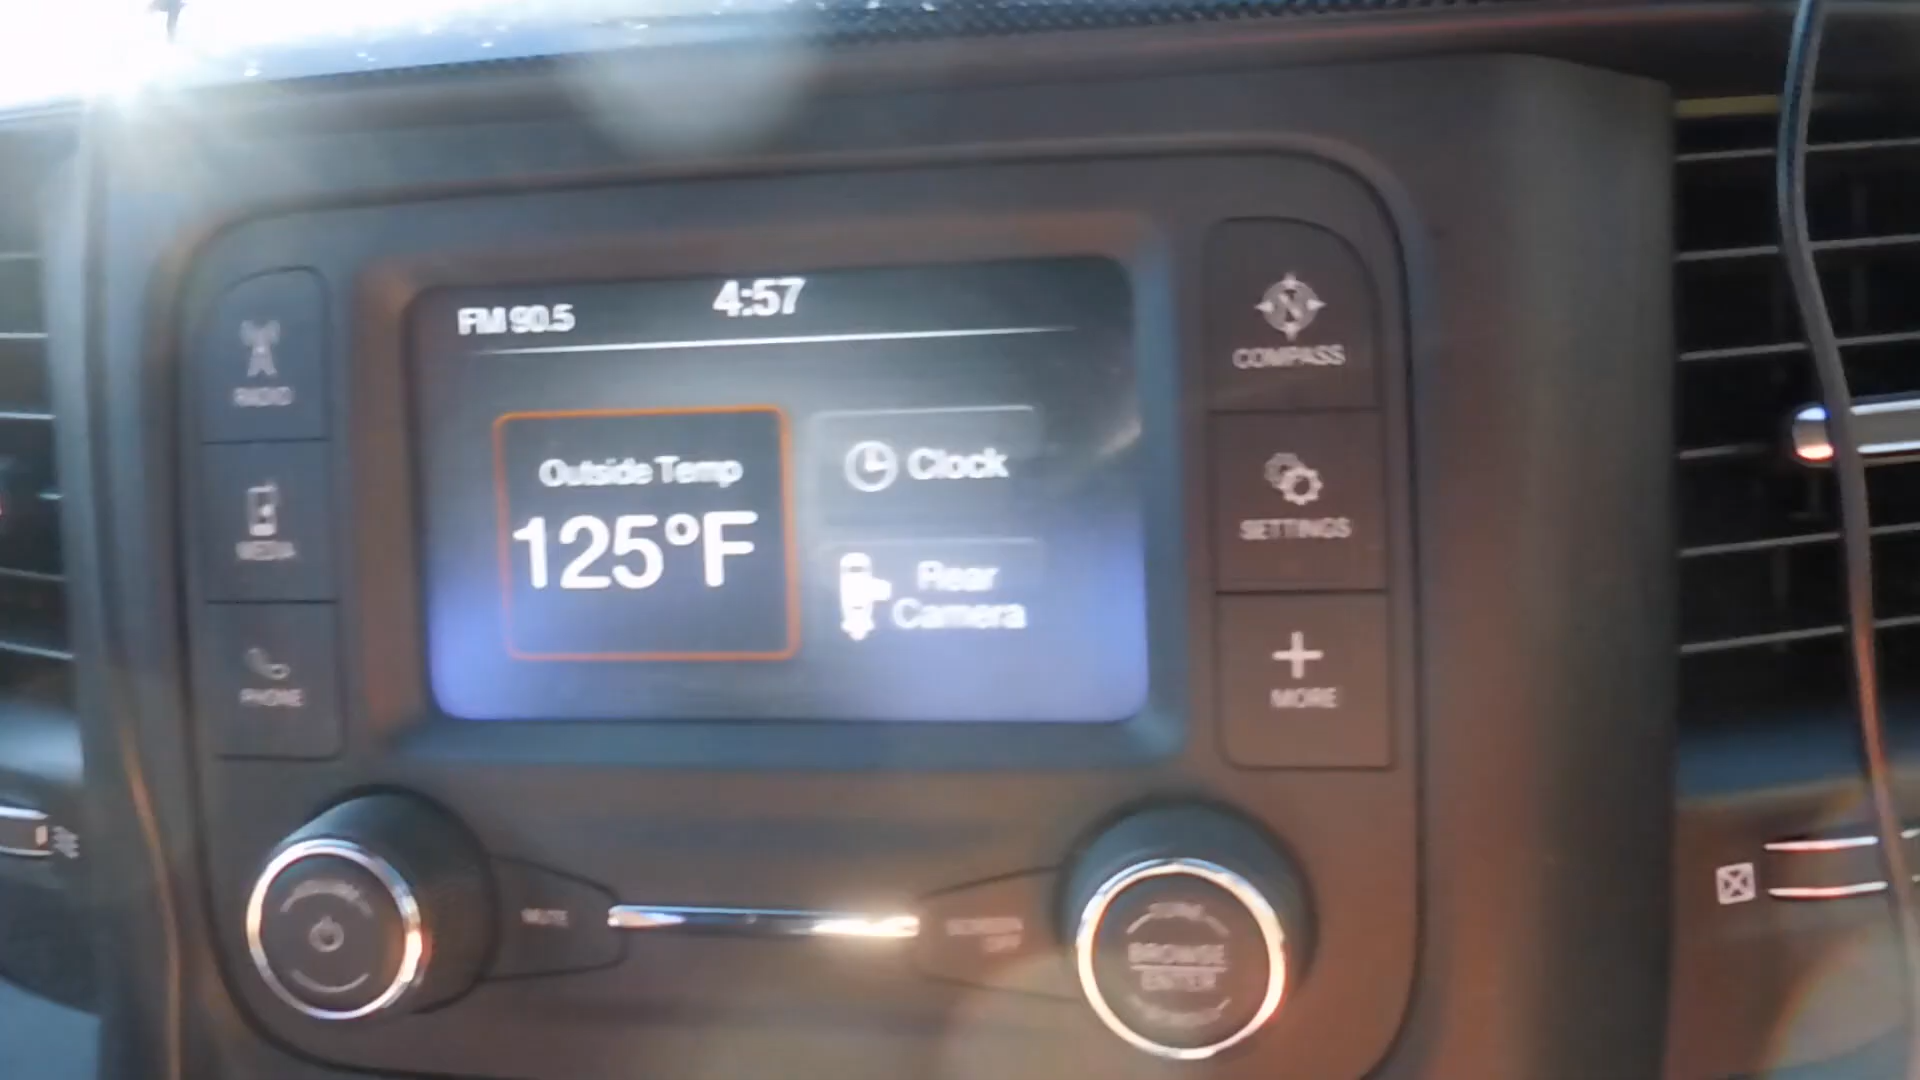 FM 90.5
4:57
Outside Temp
125°F
Clock
Rear
Camera
RADIO
MEDIA
PHONE
COMPASS
SETTINGS
MORE
MUTE
SCREEN
OFF
BROWSE
ENTER